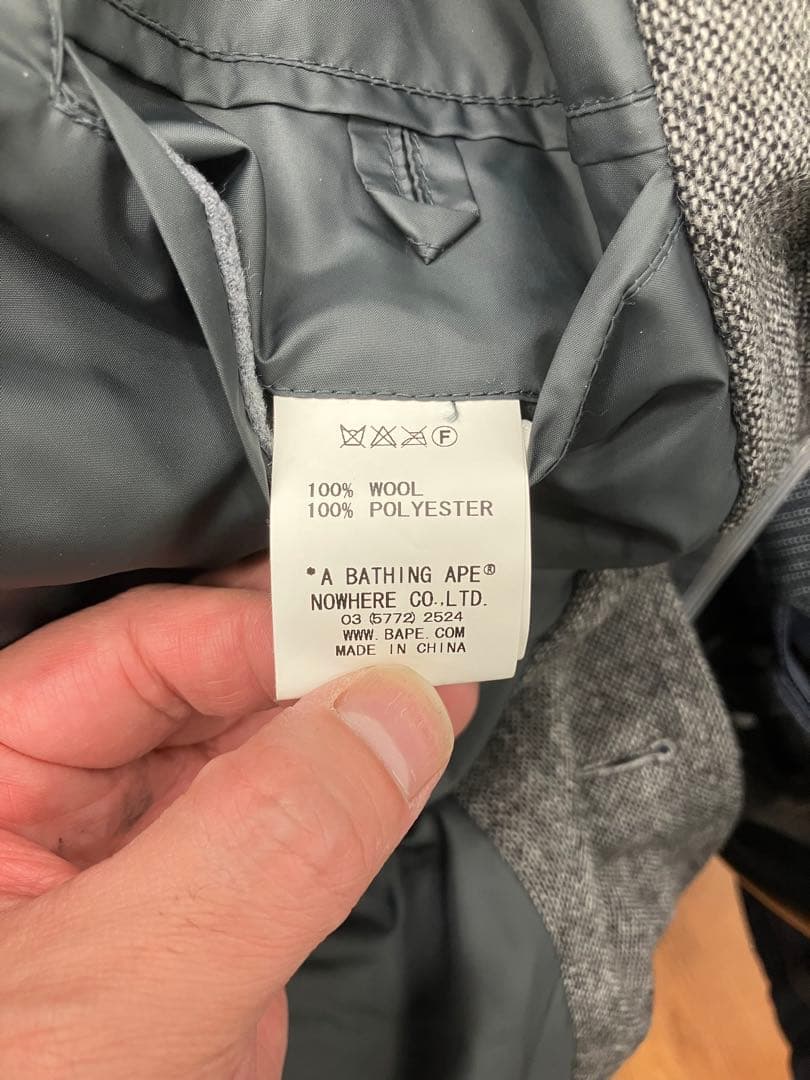 F
100% WOOL
100% POLYESTER
*A BATHING APE®
NOWHERE CO.,LTD.
03 (5772) 2524
WWW.BAPE.COM
MADE IN CHINA